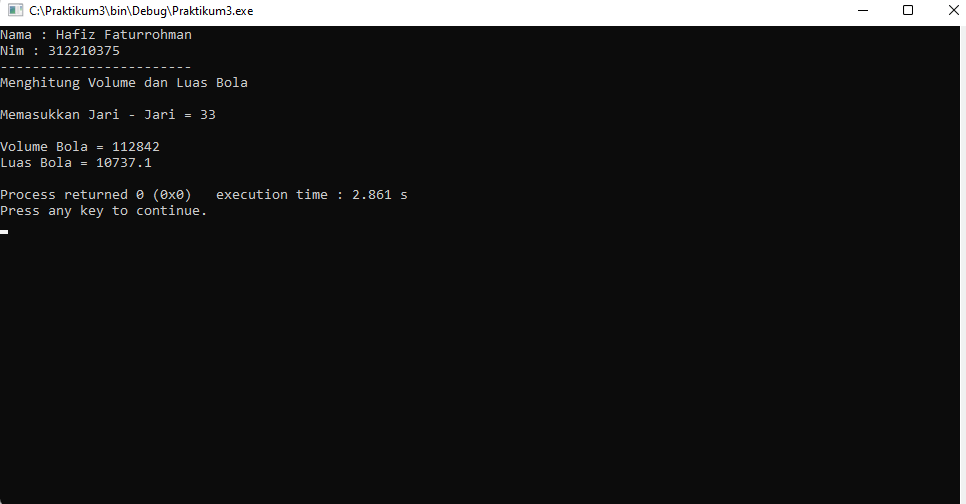 C:\Praktikum3\bin\Debug\Praktikum3.exe
Nama : Hafiz Faturrohman
Nim : 312210375
------------------------
Menghitung Volume dan Luas Bola
Memasukkan Jari - Jari = 33
Volume Bola = 112842
Luas Bola = 10737.1
Process returned 0 (0x0)   execution time : 2.861 s
Press any key to continue.